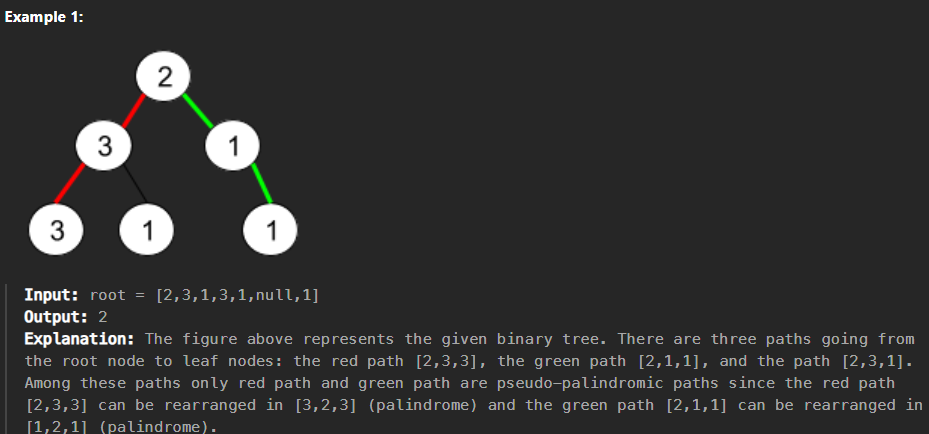 Example 1:
2
3 1
3 1 1
Input: root = [2,3,1,3,1,null,1]
Output: 2
Explanation: The figure above represents the given binary tree. There are three paths going from
the root node to leaf nodes: the red path [2,3,3], the green path [2,1,1], and the path [2,3,1].
Among these paths only red path and green path are pseudo-palindromic paths since the red path
[2,3,3] can be rearranged in [3,2,3] (palindrome) and the green path [2,1,1] can be rearranged in
[1,2,1] (palindrome).